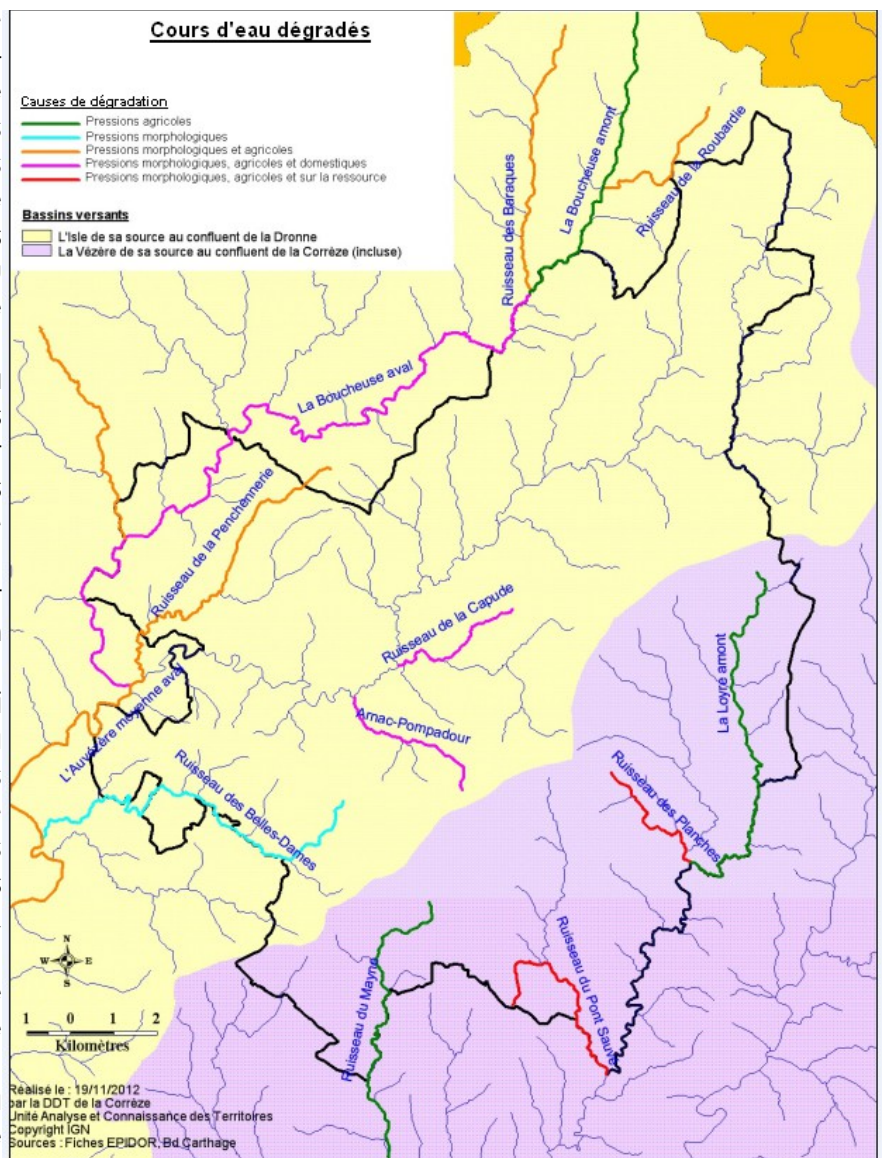 Cours d'eau dégradés
Causes de dégradation
Pressions agricoles
Pressions morphologiques
Pressions morphologiques et agricoles
Pressions morphologiques, agricoles et domestiques
Pressions morphologiques, agricoles et sur la ressource
Bassins versants
L'Isle de sa source au confluent de la Dronne
La Vézère de sa source au confluent de la Corrèze (incluse)
Ruisseau des Baraques
La Boucheuse amont
Ruisseau de la Roubardie
La Boucheuse aval
Ruisseau de la Penchennerie
Ruisseau de la Capude
La Loyre amont
L'Auvézère moyenne aval
Arnac-Pompadour
Ruisseau des Belles-Dames
Ruisseau des Planches
Ruisseau du Mayne
Ruisseau du Pont Sauvé
N
W E
S
1 0 1 2
Kilomètres
Réalisé le : 19/11/2012
par la DDT de la Corrèze
Unité Analyse et Connaissance des Territoires
Copyright IGN
Sources : Fiches EPIDOR, Bd Carthage